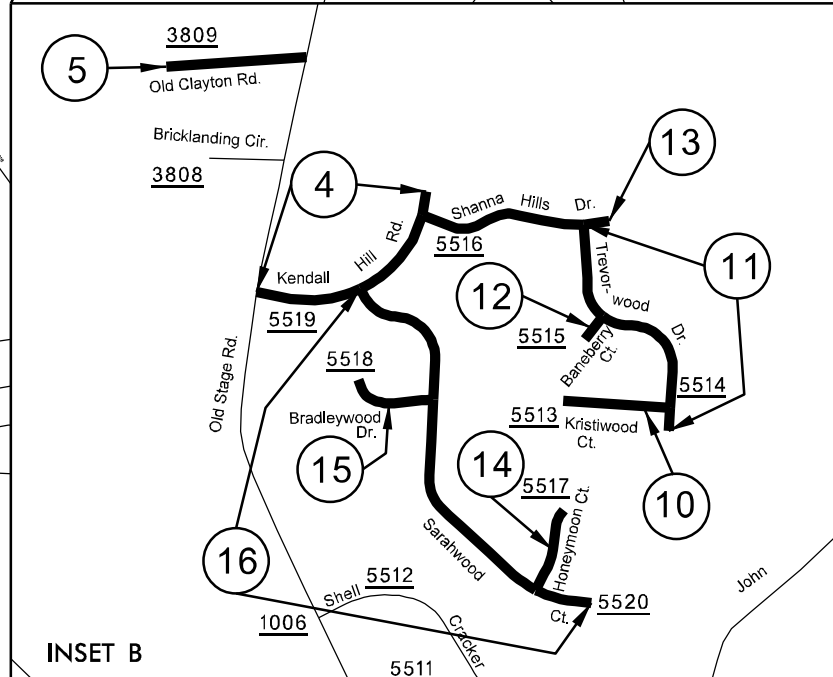 3809
5
Old Clayton Rd.
Bricklanding Cir.
3808
4
13
Shanna Hills Dr.
5516
11
Kendall Hill Rd.
5519
12
5515
Trevor-
wood
Dr.
Baneberry
Ct.
5514
Old Stage Rd.
5518
Bradleywood
Dr.
15
5513
Kristiwood
Ct.
10
14
5517
Honeymoon Ct.
16
Sarahwood
Ct.
5520
5512
Shell
Cracker
1006
5511
John
INSET B